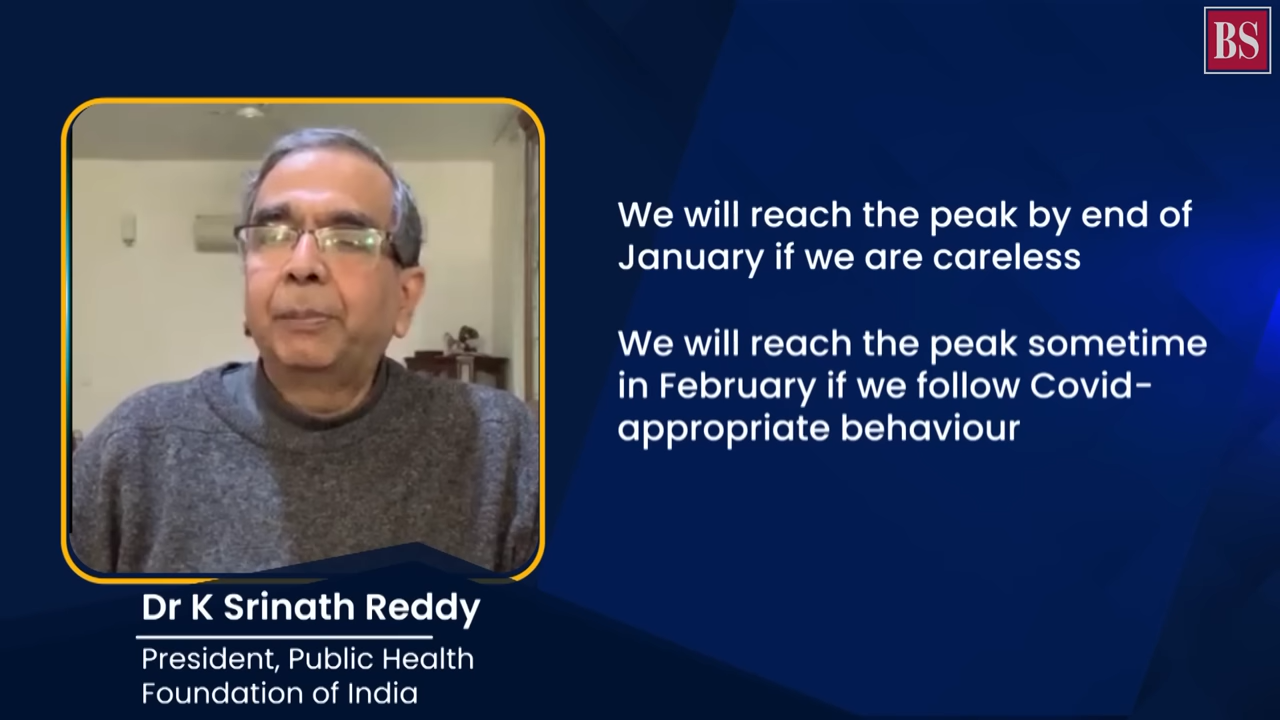 BS
We will reach the peak by end of
January if we are careless
We will reach the peak sometime
in February if we follow Covid-
appropriate behaviour
Dr K Srinath Reddy
President, Public Health
Foundation of India